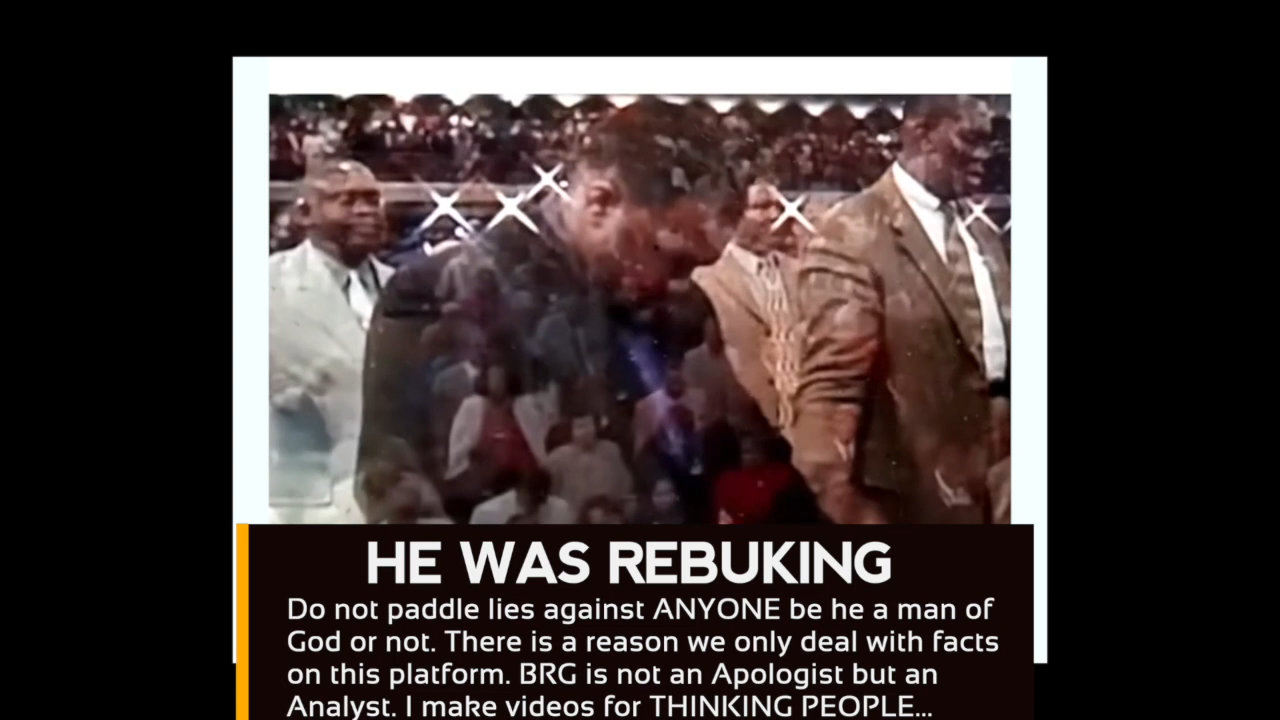 HE WAS REBUKING
Do not paddle lies against ANYONE be he a man of
God or not. There is a reason we only deal with facts
on this platform. BRG is not an Apologist but an
Analyst. I make videos for THINKING PEOPLE...